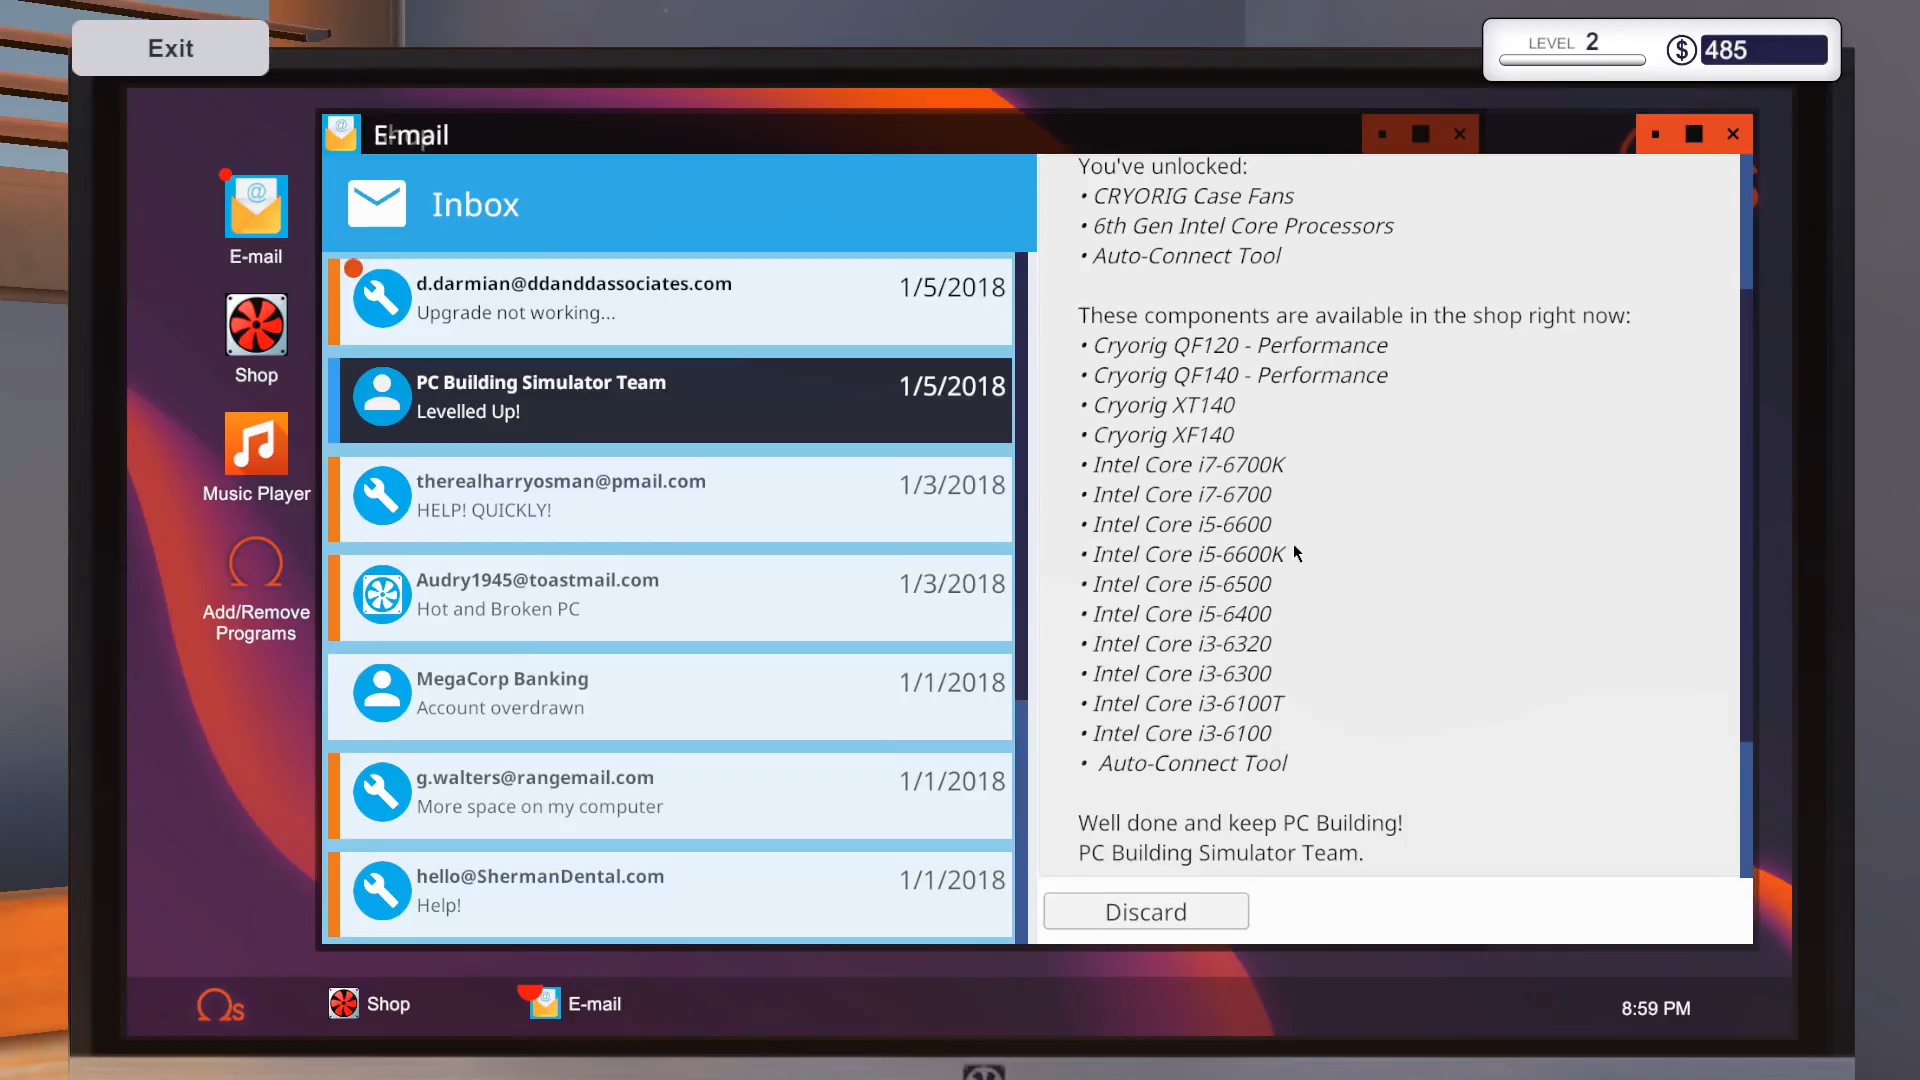 Exit
LEVEL 2
$ 485
E-mail
Inbox
E-mail
Shop
Music Player
Add/Remove
Programs
d.darmian@ddanddassociates.com 1/5/2018
Upgrade not working...
PC Building Simulator Team 1/5/2018
Levelled Up!
therealharryosman@pmail.com 1/3/2018
HELP! QUICKLY!
Audry1945@toastmail.com 1/3/2018
Hot and Broken PC
MegaCorp Banking 1/1/2018
Account overdrawn
g.walters@rangemail.com 1/1/2018
More space on my computer
hello@ShermanDental.com 1/1/2018
Help!
You've unlocked:
• CRYORIG Case Fans
• 6th Gen Intel Core Processors
• Auto-Connect Tool
These components are available in the shop right now:
• Cryorig QF120 - Performance
• Cryorig QF140 - Performance
• Cryorig XT140
• Cryorig XF140
• Intel Core i7-6700K
• Intel Core i7-6700
• Intel Core i5-6600
• Intel Core i5-6600K
• Intel Core i5-6500
• Intel Core i5-6400
• Intel Core i3-6320
• Intel Core i3-6300
• Intel Core i3-6100T
• Intel Core i3-6100
• Auto-Connect Tool
Well done and keep PC Building!
PC Building Simulator Team.
Discard
Ωs
Shop
E-mail
8:59 PM